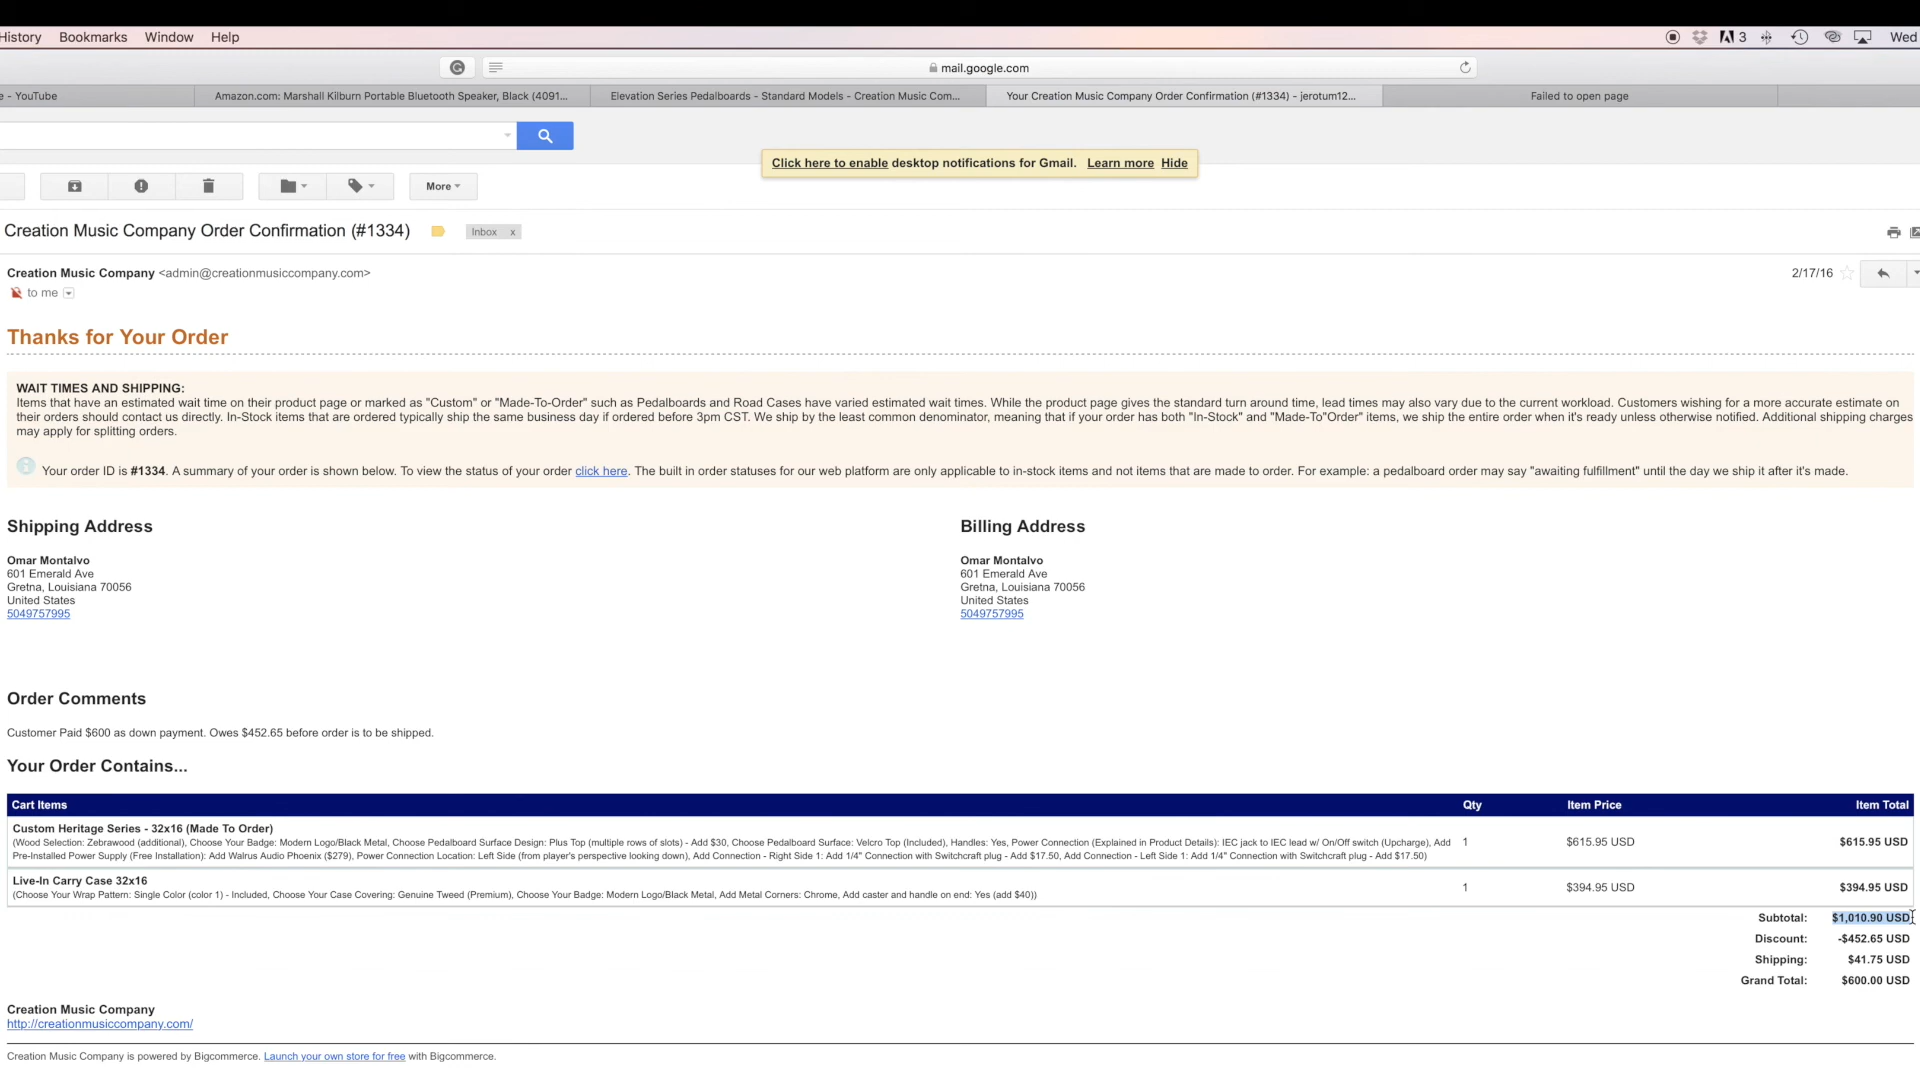 History Bookmarks Window Help 3 Wed
mail.google.com
e - YouTube Amazon.com: Marshall Kilburn Portable Bluetooth Speaker, Black (4091... Elevation Series Pedalboards - Standard Models - Creation Music Com... Your Creation Music Company Order Confirmation (#1334) - jerotum12... Failed to open page
Click here to enable desktop notifications for Gmail. Learn more Hide
More
Creation Music Company Order Confirmation (#1334) Inbox x
Creation Music Company <admin@creationmusiccompany.com> 2/17/16
to me
Thanks for Your Order
WAIT TIMES AND SHIPPING:
Items that have an estimated wait time on their product page or marked as "Custom" or "Made-To-Order" such as Pedalboards and Road Cases have varied estimated wait times. While the product page gives the standard turn around time, lead times may also vary due to the current workload. Customers wishing for a more accurate estimate on
their orders should contact us directly. In-Stock items that are ordered typically ship the same business day if ordered before 3pm CST. We ship by the least common denominator, meaning that if your order has both "In-Stock" and "Made-To"Order" items, we ship the entire order when it's ready unless otherwise notified. Additional shipping charges
may apply for splitting orders.
Your order ID is #1334. A summary of your order is shown below. To view the status of your order click here. The built in order statuses for our web platform are only applicable to in-stock items and not items that are made to order. For example: a pedalboard order may say "awaiting fulfillment" until the day we ship it after it's made.
Shipping Address
Omar Montalvo
601 Emerald Ave
Gretna, Louisiana 70056
United States
5049757995
Billing Address
Omar Montalvo
601 Emerald Ave
Gretna, Louisiana 70056
United States
5049757995
Order Comments
Customer Paid $600 as down payment. Owes $452.65 before order is to be shipped.
Your Order Contains...
Cart Items Qty Item Price Item Total
Custom Heritage Series - 32x16 (Made To Order)
(Wood Selection: Zebrawood (additional), Choose Your Badge: Modern Logo/Black Metal, Choose Pedalboard Surface Design: Plus Top (multiple rows of slots) - Add $30, Choose Pedalboard Surface: Velcro Top (Included), Handles: Yes, Power Connection (Explained in Product Details): IEC jack to IEC lead w/ On/Off switch (Upcharge), Add 1 $615.95 USD $615.95 USD
Pre-Installed Power Supply (Free Installation): Add Walrus Audio Phoenix ($279), Power Connection Location: Left Side (from player's perspective looking down), Add Connection - Right Side 1: Add 1/4" Connection with Switchcraft plug - Add $17.50, Add Connection - Left Side 1: Add 1/4" Connection with Switchcraft plug - Add $17.50)
Live-In Carry Case 32x16
1 $394.95 USD $394.95 USD
(Choose Your Wrap Pattern: Single Color (color 1) - Included, Choose Your Case Covering: Genuine Tweed (Premium), Choose Your Badge: Modern Logo/Black Metal, Add Metal Corners: Chrome, Add caster and handle on end: Yes (add $40))
Subtotal: $1,010.90 USD
Discount: -$452.65 USD
Shipping: $41.75 USD
Grand Total: $600.00 USD
Creation Music Company
http://creationmusiccompany.com/
Creation Music Company is powered by Bigcommerce. Launch your own store for free with Bigcommerce.